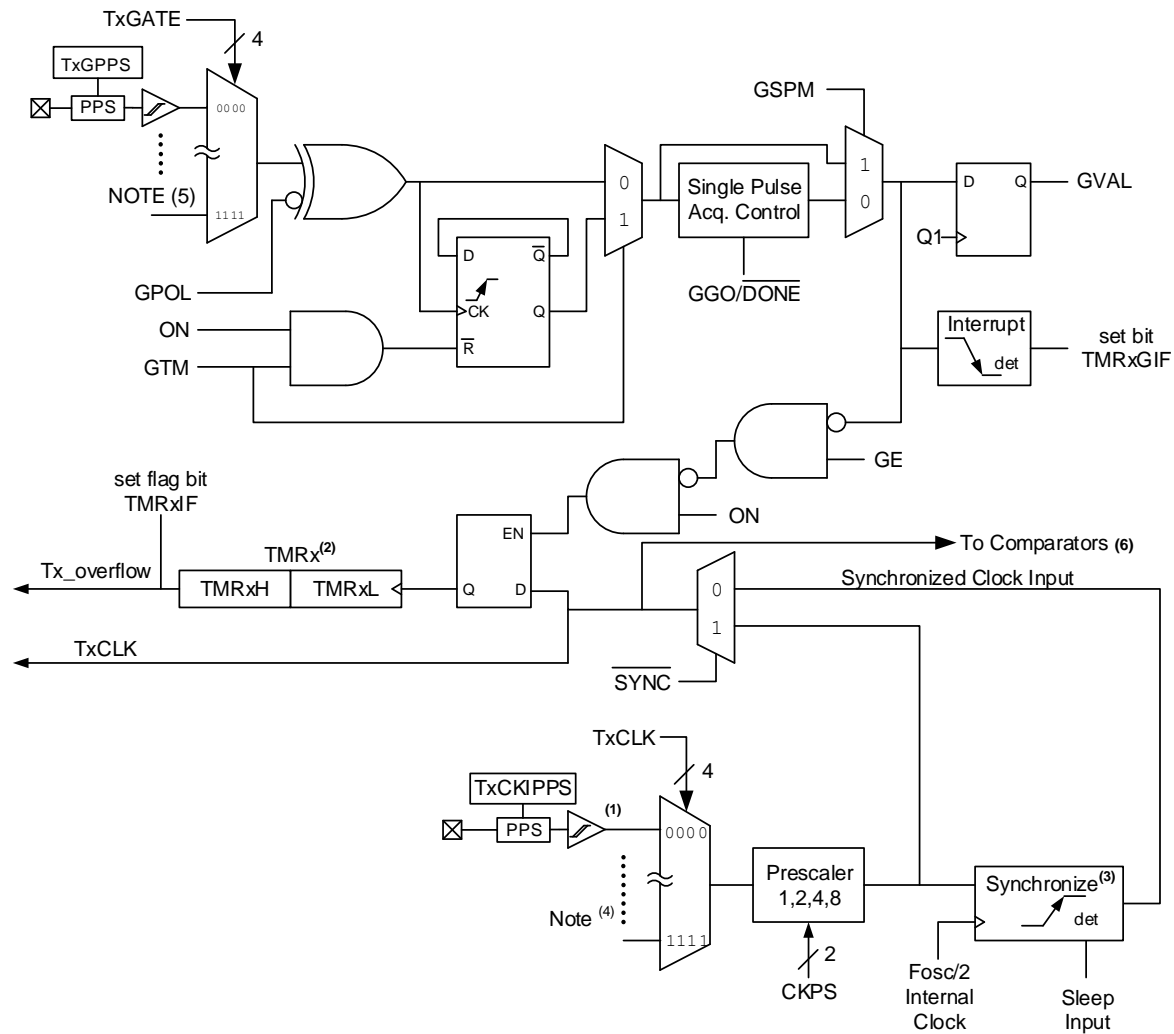 TxGATE
4
TxGPPS
PPS
0000
NOTE (5)
1111
GPOL
ON
GTM
D
Q
CK
Q
R
0
1
Single Pulse
Acq. Control
GGO/DONE
GSPM
1
0
D
Q
GVAL
Q1
Interrupt
det
set bit
TMRxGIF
GE
ON
set flag bit
TMRxIF
Tx_overflow
TMRx(2)
TMRxH
TMRxL
EN
Q
D
TxCLK
To Comparators (6)
Synchronized Clock Input
0
1
SYNC
TxCLK
4
TxCKIPPS
PPS
(1)
0000
Note (4)
1111
Prescaler
1,2,4,8
2
CKPS
Synchronize(3)
det
Fosc/2
Internal
Clock
Sleep
Input